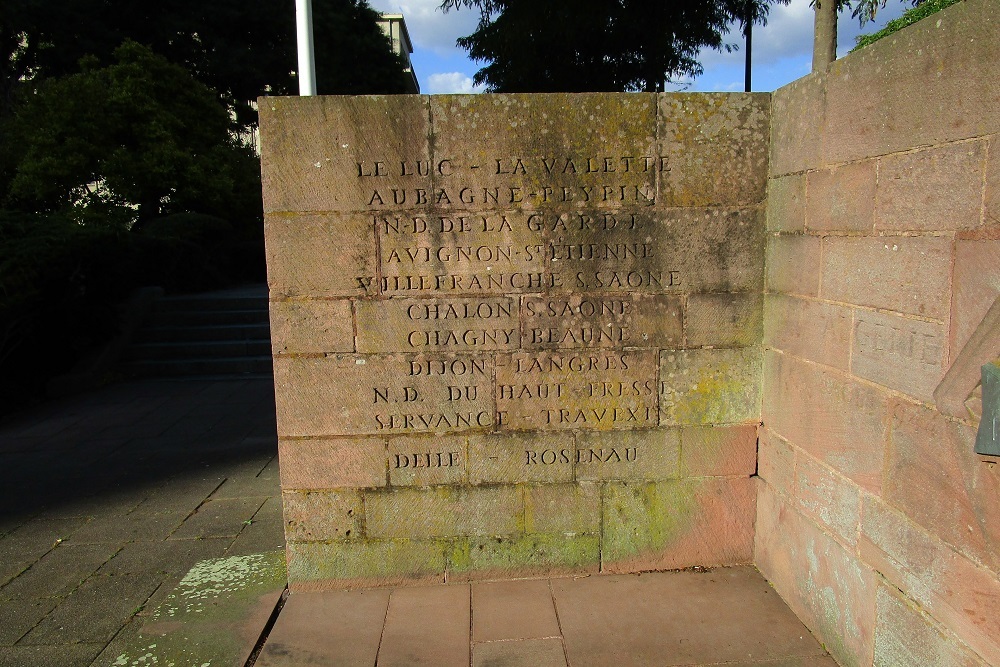 LE LUC - LA VALETTE
AUBAGNE - PEYPIN
N.D. DE LA GARDE
AVIGNON - ST ÉTIENNE
VILLEFRANCHE S. SAONE
CHALON S. SAONE
CHAGNY BEAUNE
DIJON - LANGRES
N.D. DU HAUT - FRESSE
SERVANCE - TRAVEXIN
DELLE - ROSENAU